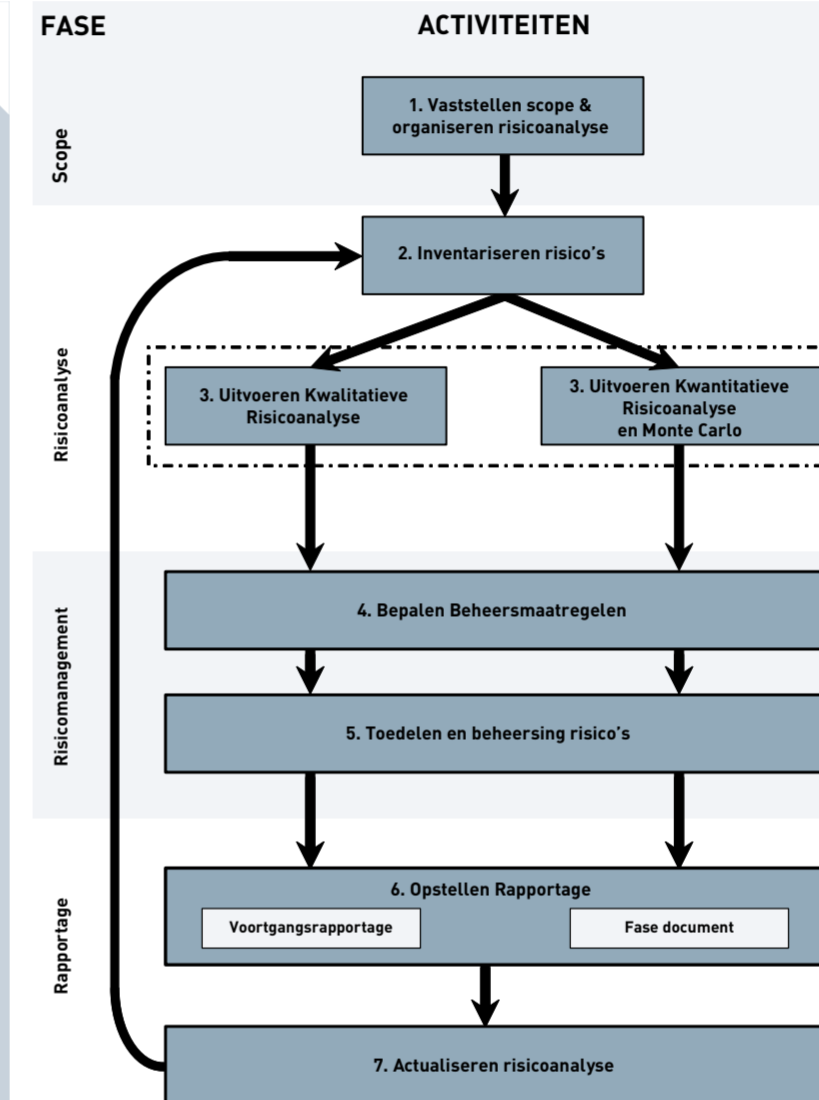 FASE
ACTIVITEITEN
Scope
1. Vaststellen scope &
organiseren risicoanalyse
2. Inventariseren risico's
Risicoanalyse
3. Uitvoeren Kwalitatieve
Risicoanalyse
3. Uitvoeren Kwantitatieve
Risicoanalyse
en Monte Carlo
Risicomanagement
4. Bepalen Beheersmaatregelen
5. Toedelen en beheersing risico's
Rapportage
6. Opstellen Rapportage
Voortgangsrapportage
Fase document
7. Actualiseren risicoanalyse